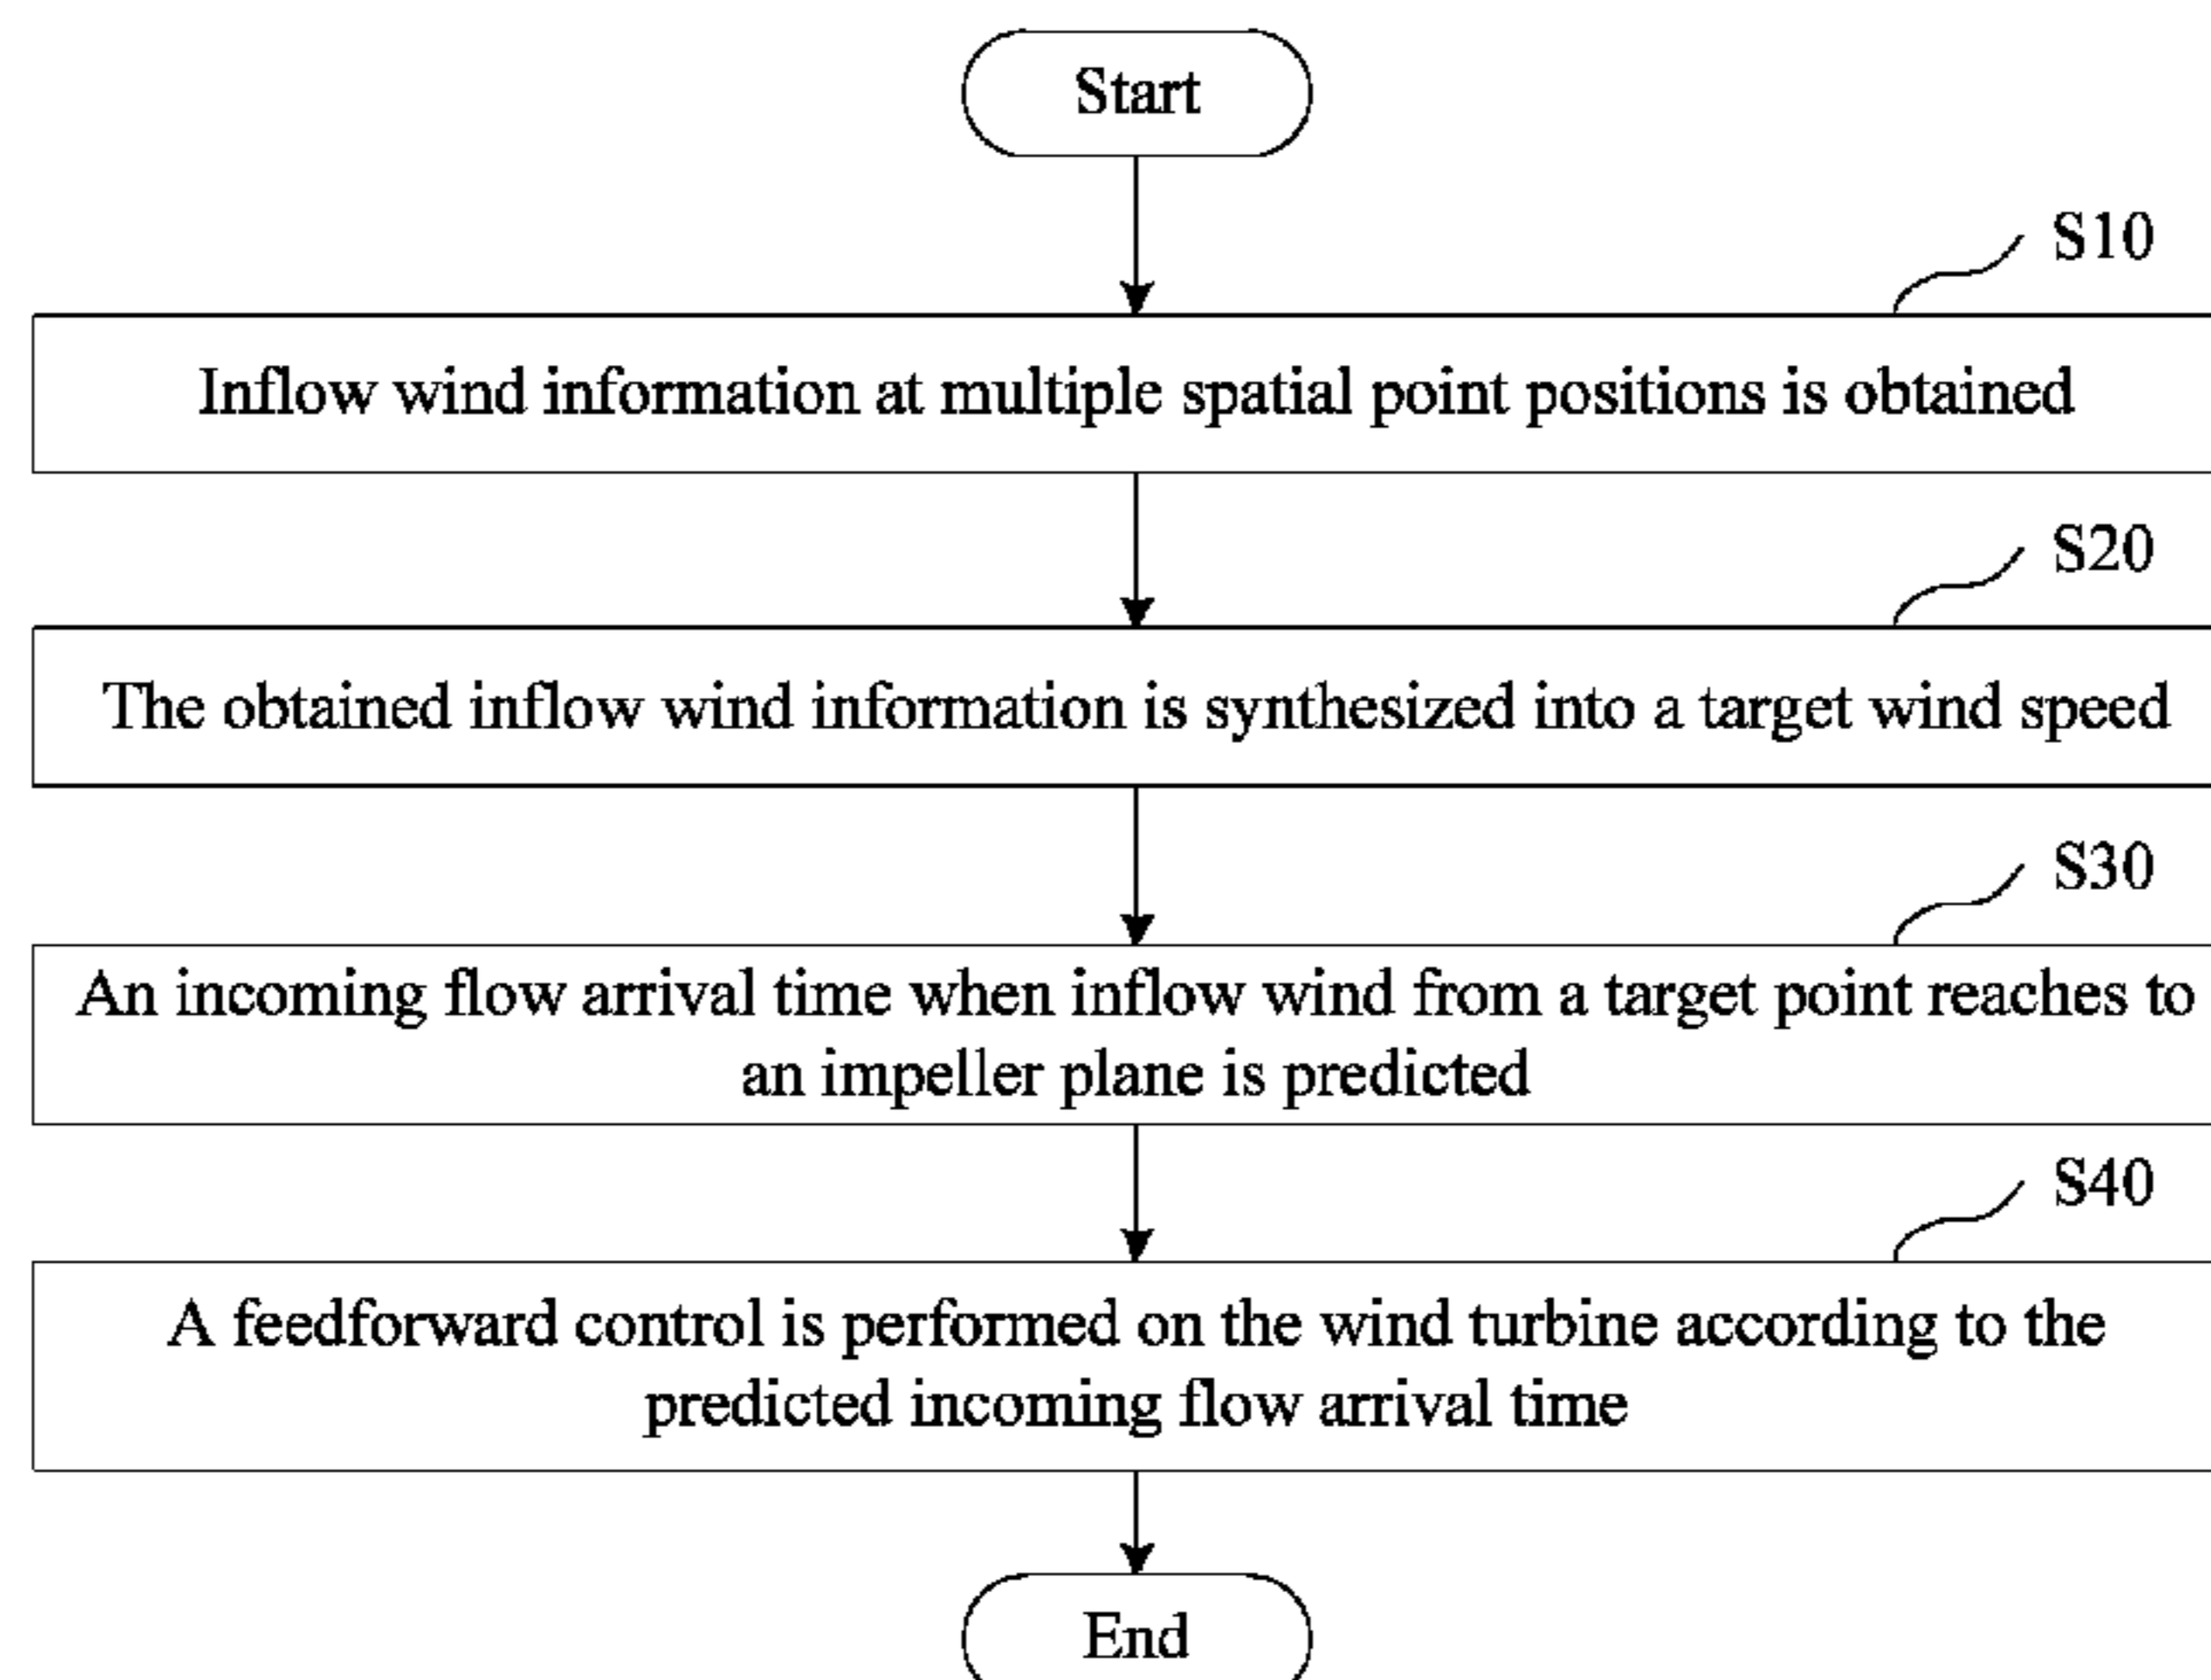 Start
S10
Inflow wind information at multiple spatial point positions is obtained
S20
The obtained inflow wind information is synthesized into a target wind speed
S30
An incoming flow arrival time when inflow wind from a target point reaches to
an impeller plane is predicted
S40
A feedforward control is performed on the wind turbine according to the
predicted incoming flow arrival time
End